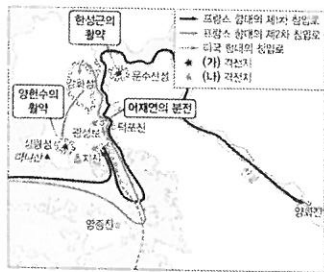 한성근의
활약
프랑스 함대의 제1차 침입로
프랑스 함대의 제2차 침입로
미국 함대의 침입로
(가) 격전지
(나) 격전지
문수산성
강화성
양헌수의
활약
어재연의 분전
광성보
덕포진
초지진
마니산
양화진
영종진